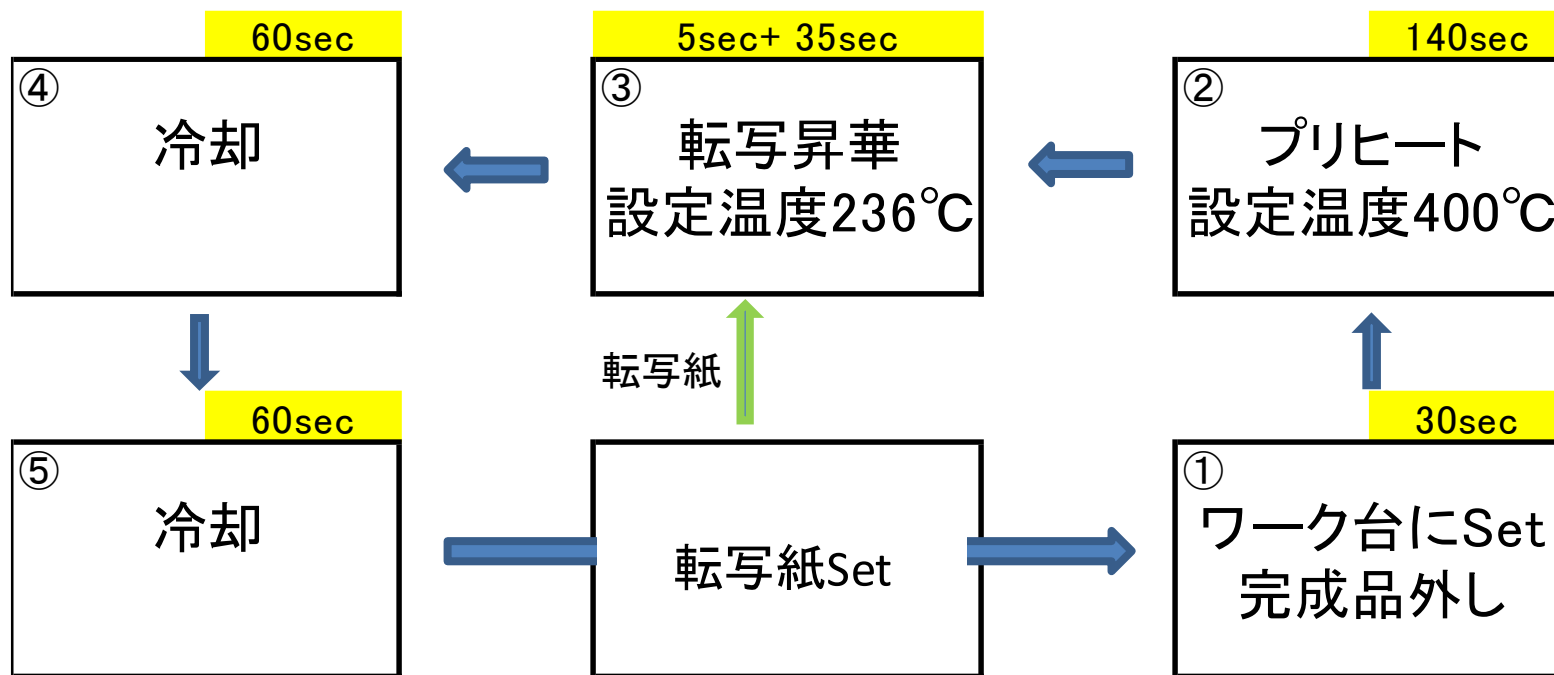 60sec
④
冷却
5sec+ 35sec
③
転写昇華
設定温度236℃
140sec
②
プリヒート
設定温度400℃
転写紙
60sec
⑤
冷却
転写紙Set
30sec
①
ワーク台にSet
完成品外し